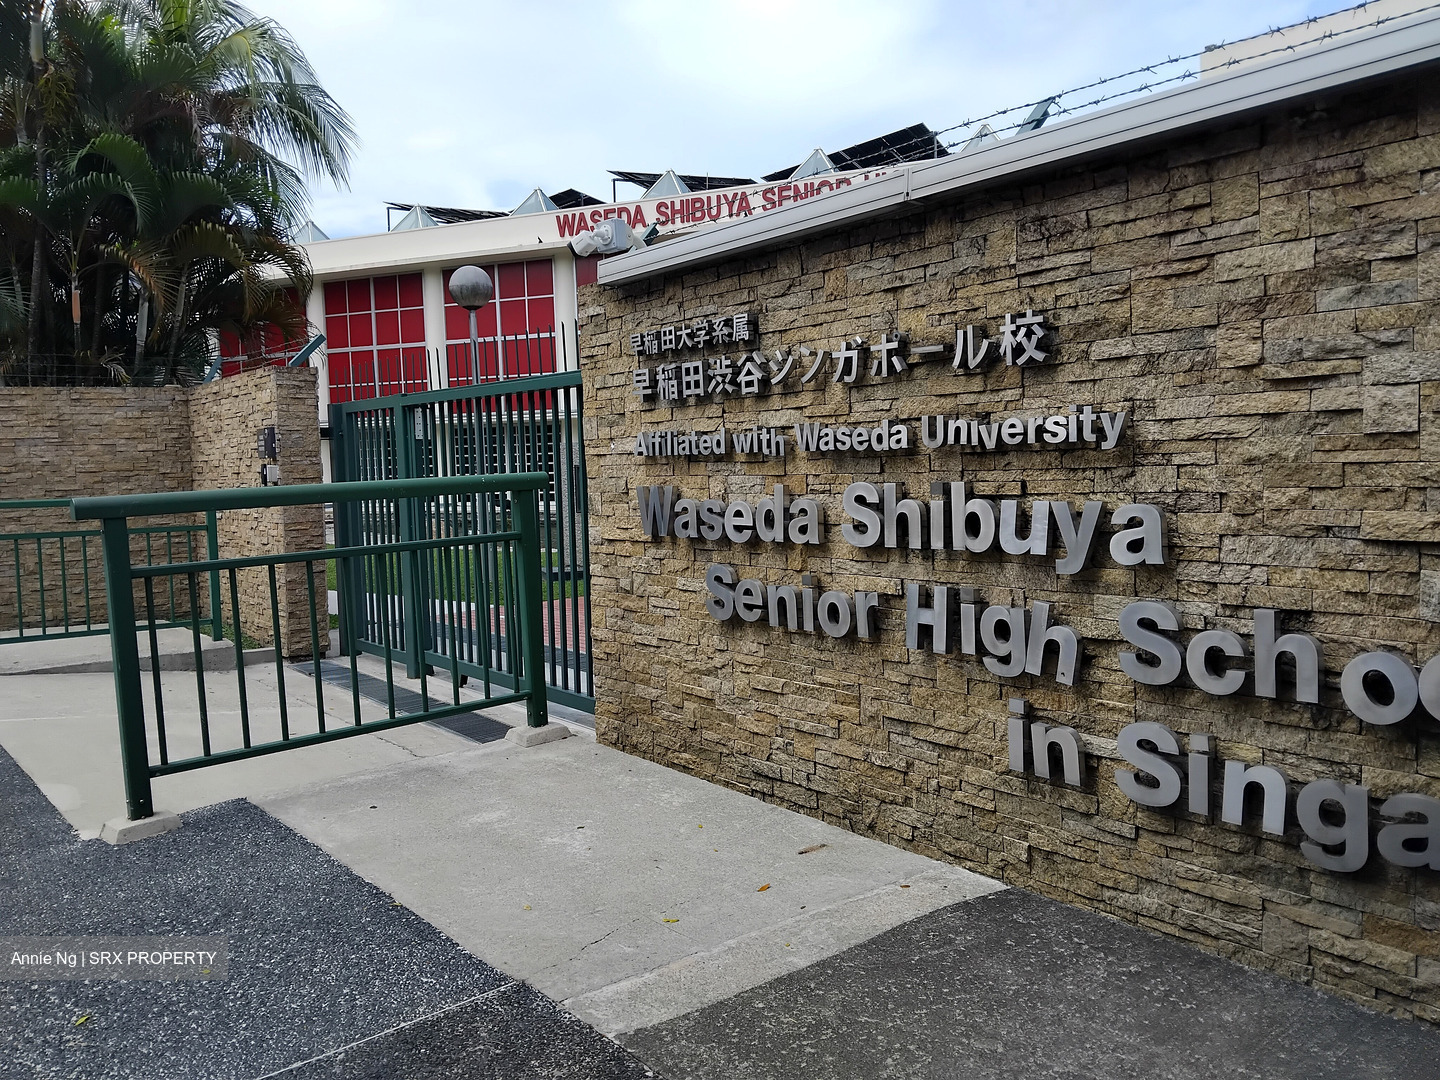 WASEDA SHIBUYA SENIOR
早稲田大学系属
早稲田渋谷シンガポール校
Affiliated with Waseda University
Waseda Shibuya
Senior High Schoo
in Singa
Annie Ng | SRX PROPERTY